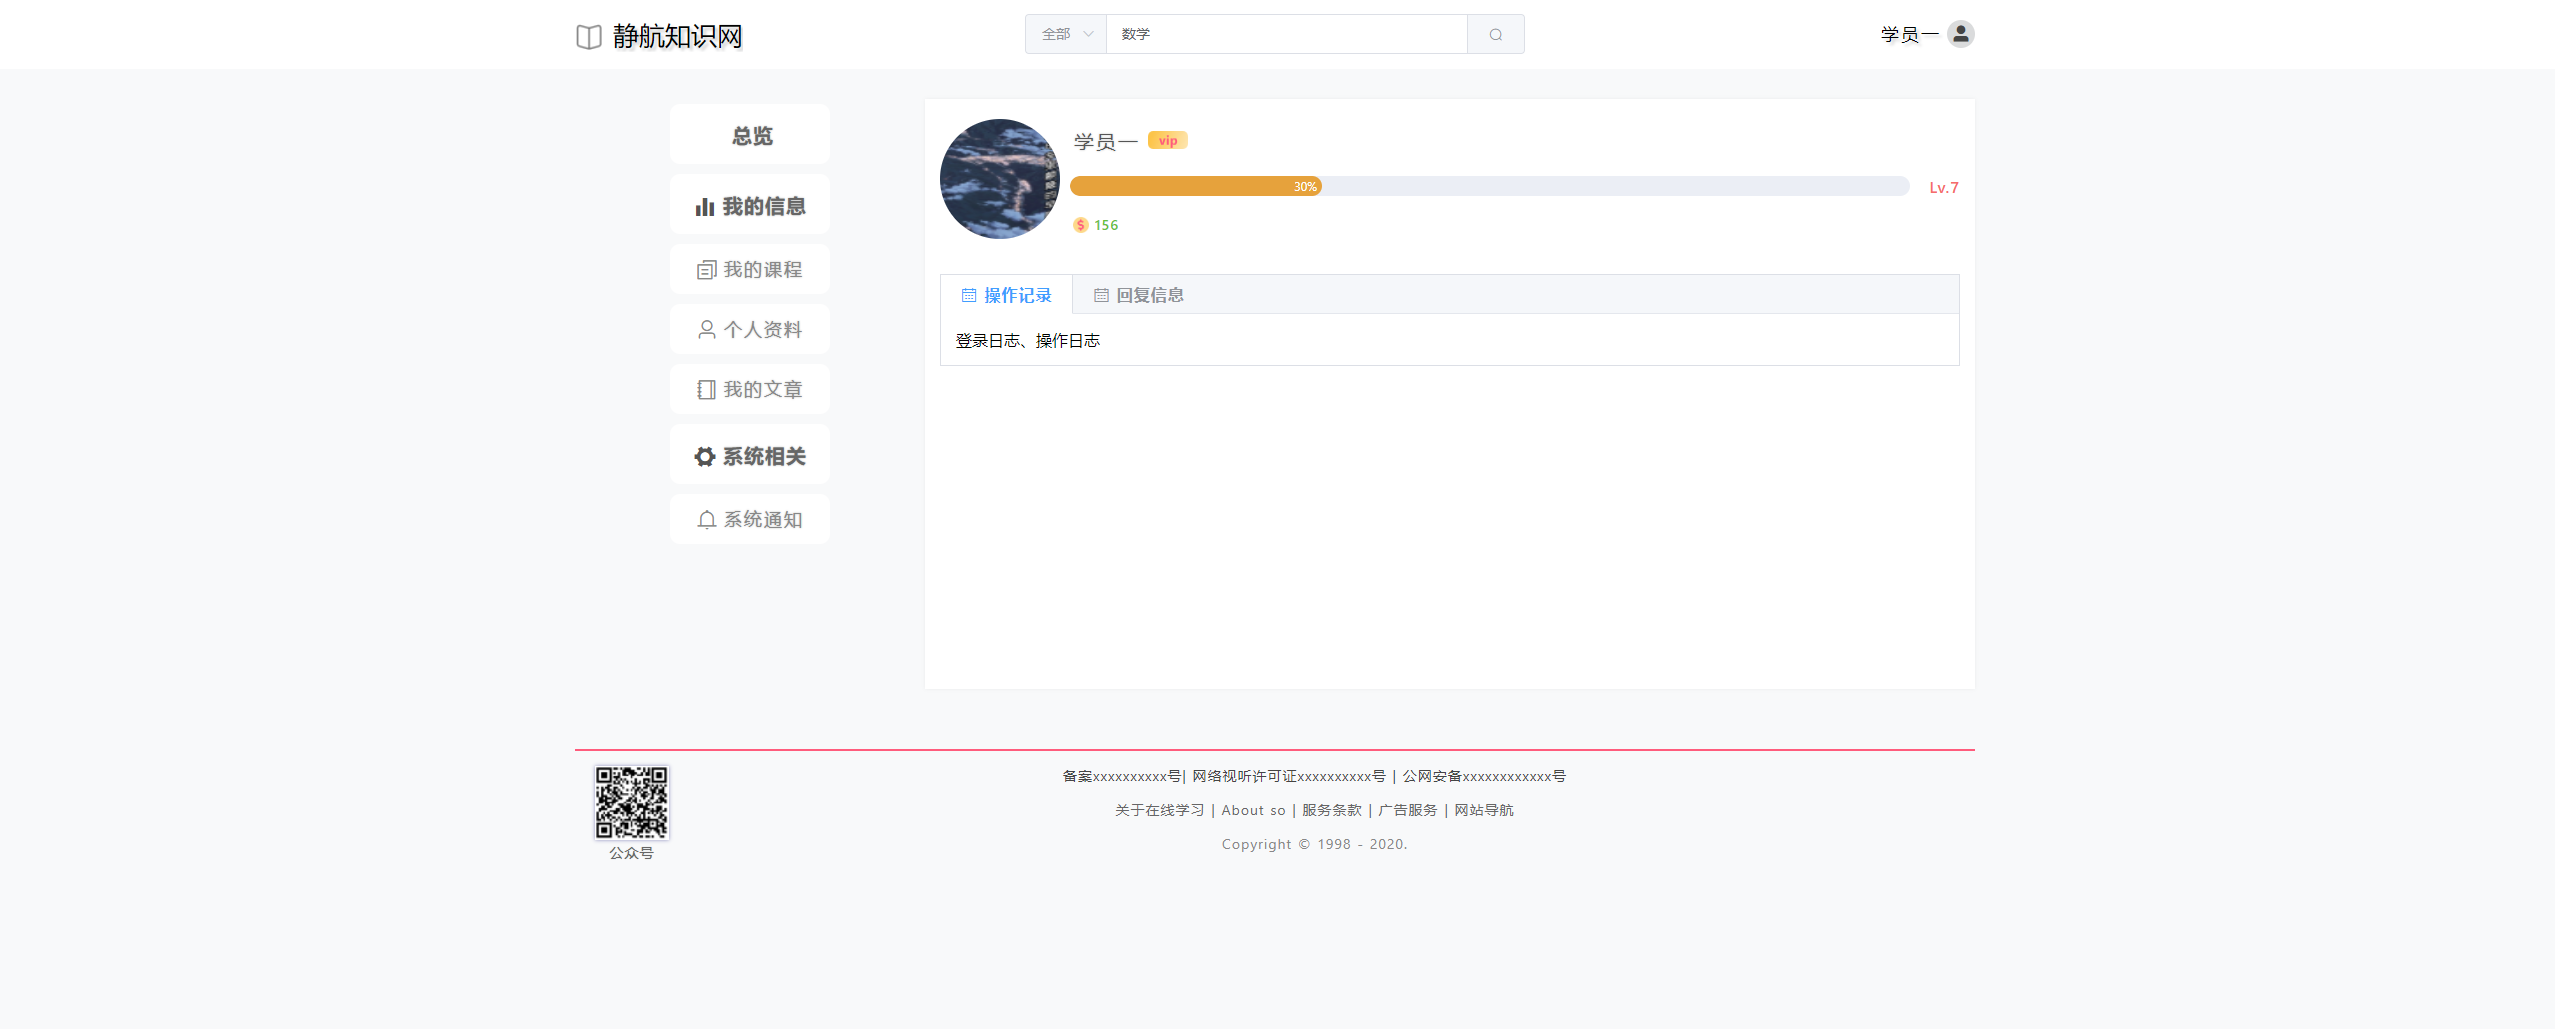 静航知识网
全部 数学
学员一
总览
我的信息
我的课程
个人资料
我的文章
系统相关
系统通知
学员一 vip
30% Lv.7
$ 156
操作记录 回复信息
登录日志、操作日志
公众号
备案xxxxxxxxxx号| 网络视听许可证xxxxxxxxxx号 | 公网安备xxxxxxxxxxxx号
关于在线学习 | About so | 服务条款 | 广告服务 | 网站导航
Copyright © 1998 - 2020.